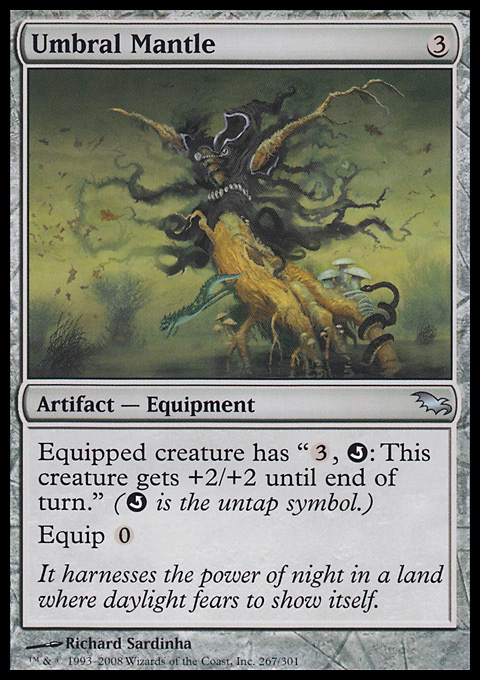 Umbral Mantle 3
Artifact — Equipment
Equipped creature has “3, : This
creature gets +2/+2 until end of
turn.” ( is the untap symbol.)
Equip 0
It harnesses the power of night in a land
where daylight fears to show itself.
Richard Sardinha
™ & © 1993–2008 Wizards of the Coast, Inc. 267/301